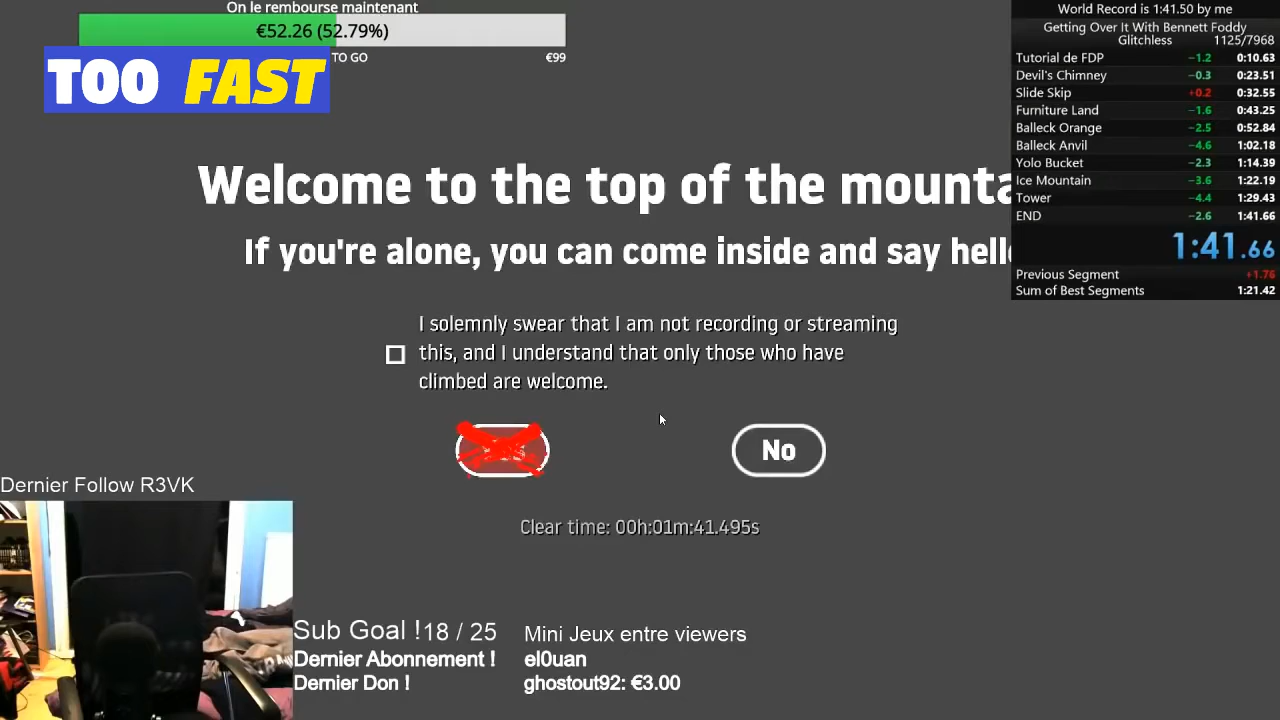 On le rembourse maintenant
€52.26 (52.79%)
TO GO €99
TOO FAST
World Record is 1:41.50 by me
Getting Over It With Bennett Foddy
Glitchless 1125/7968
Tutorial de FDP −1.2 0:10.63
Devil's Chimney −0.3 0:23.51
Slide Skip +0.2 0:32.55
Furniture Land −1.6 0:43.25
Balleck Orange −2.5 0:52.84
Balleck Anvil −4.6 1:02.18
Yolo Bucket −2.3 1:14.39
Ice Mountain −3.6 1:22.19
Tower −4.4 1:29.43
END −2.6 1:41.66
1:41.66
Previous Segment +1.76
Sum of Best Segments 1:21.42
Welcome to the top of the mounta
If you're alone, you can come inside and say hello
I solemnly swear that I am not recording or streaming
this, and I understand that only those who have
climbed are welcome.
No
Clear time: 00h:01m:41.495s
Dernier Follow R3VK
Sub Goal ! 18 / 25
Mini Jeux entre viewers
Dernier Abonnement ! el0uan
Dernier Don ! ghostout92: €3.00